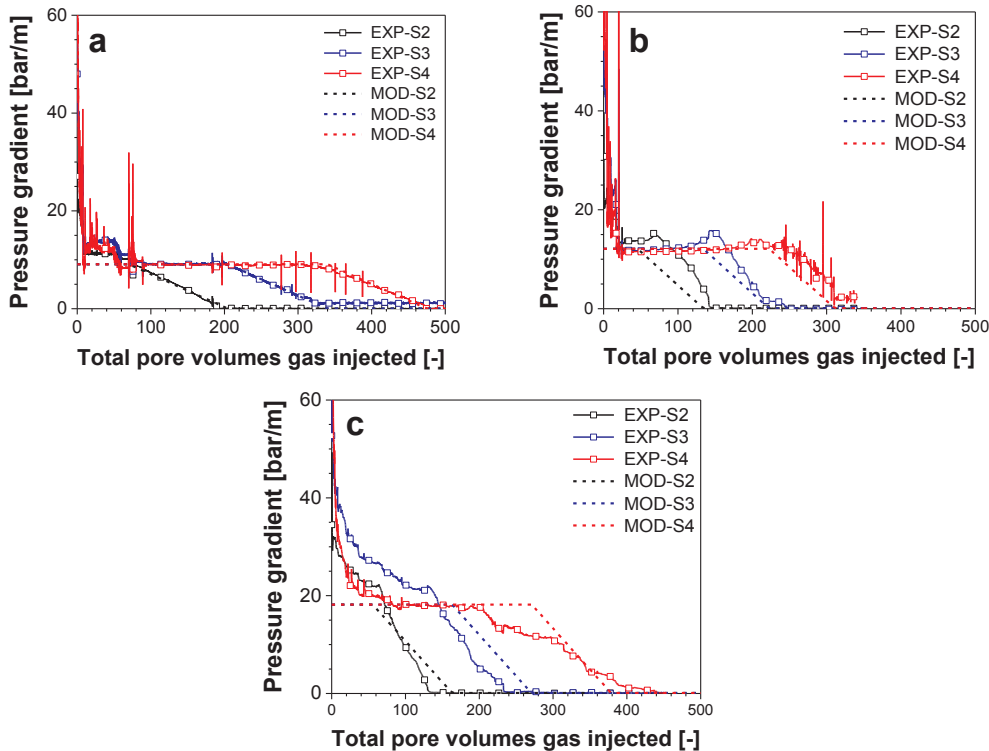 a
Pressure gradient [bar/m]
60
40
20
0
0 100 200 300 400 500
Total pore volumes gas injected [-]
EXP-S2
EXP-S3
EXP-S4
MOD-S2
MOD-S3
MOD-S4
b
Pressure gradient [bar/m]
60
40
20
0
0 100 200 300 400 500
Total pore volumes gas injected [-]
EXP-S2
EXP-S3
EXP-S4
MOD-S2
MOD-S3
MOD-S4
c
Pressure gradient [bar/m]
60
40
20
0
0 100 200 300 400 500
Total pore volumes gas injected [-]
EXP-S2
EXP-S3
EXP-S4
MOD-S2
MOD-S3
MOD-S4